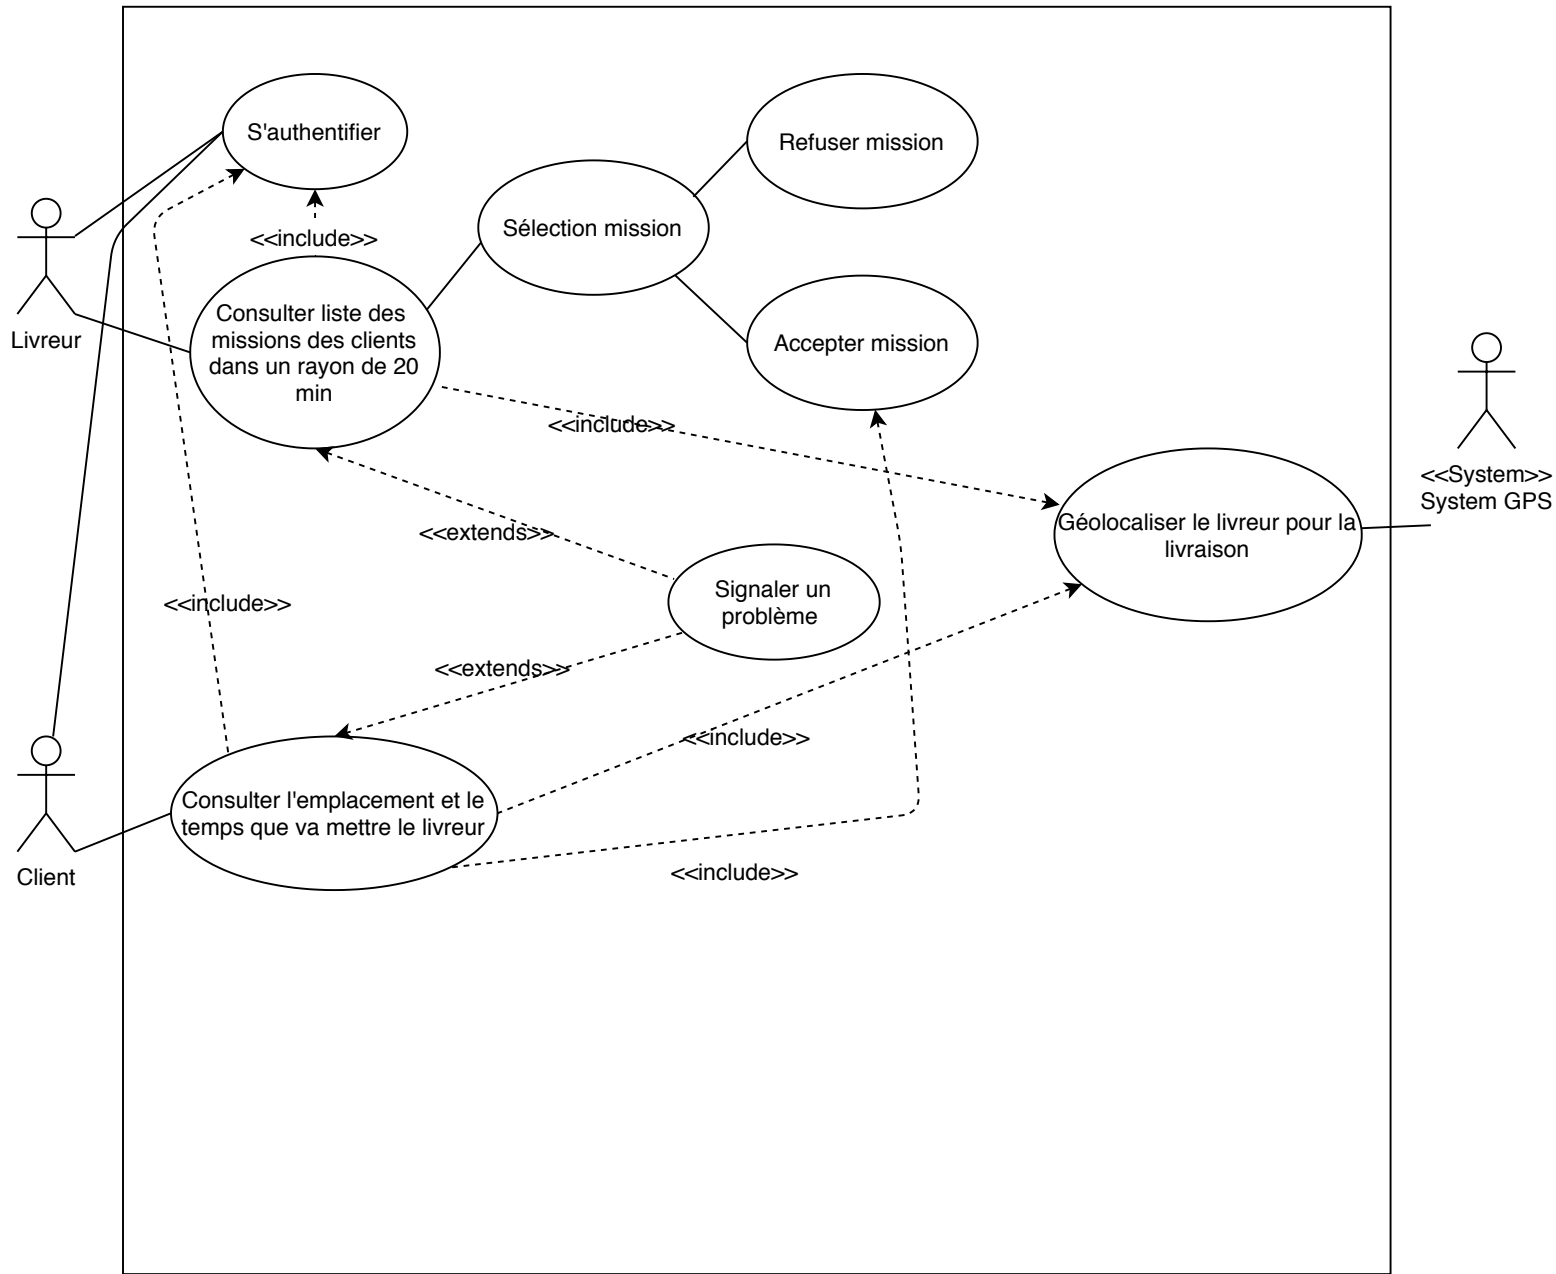 S'authentifier
Refuser mission
Sélection mission
<<include>>
Consulter liste des
missions des clients
dans un rayon de 20
min
Livreur
Accepter mission
<<include>>
<<System>>
System GPS
Géolocaliser le livreur pour la
livraison
<<extends>>
Signaler un
problème
<<include>>
<<extends>>
<<include>>
Consulter l'emplacement et le
temps que va mettre le livreur
Client
<<include>>